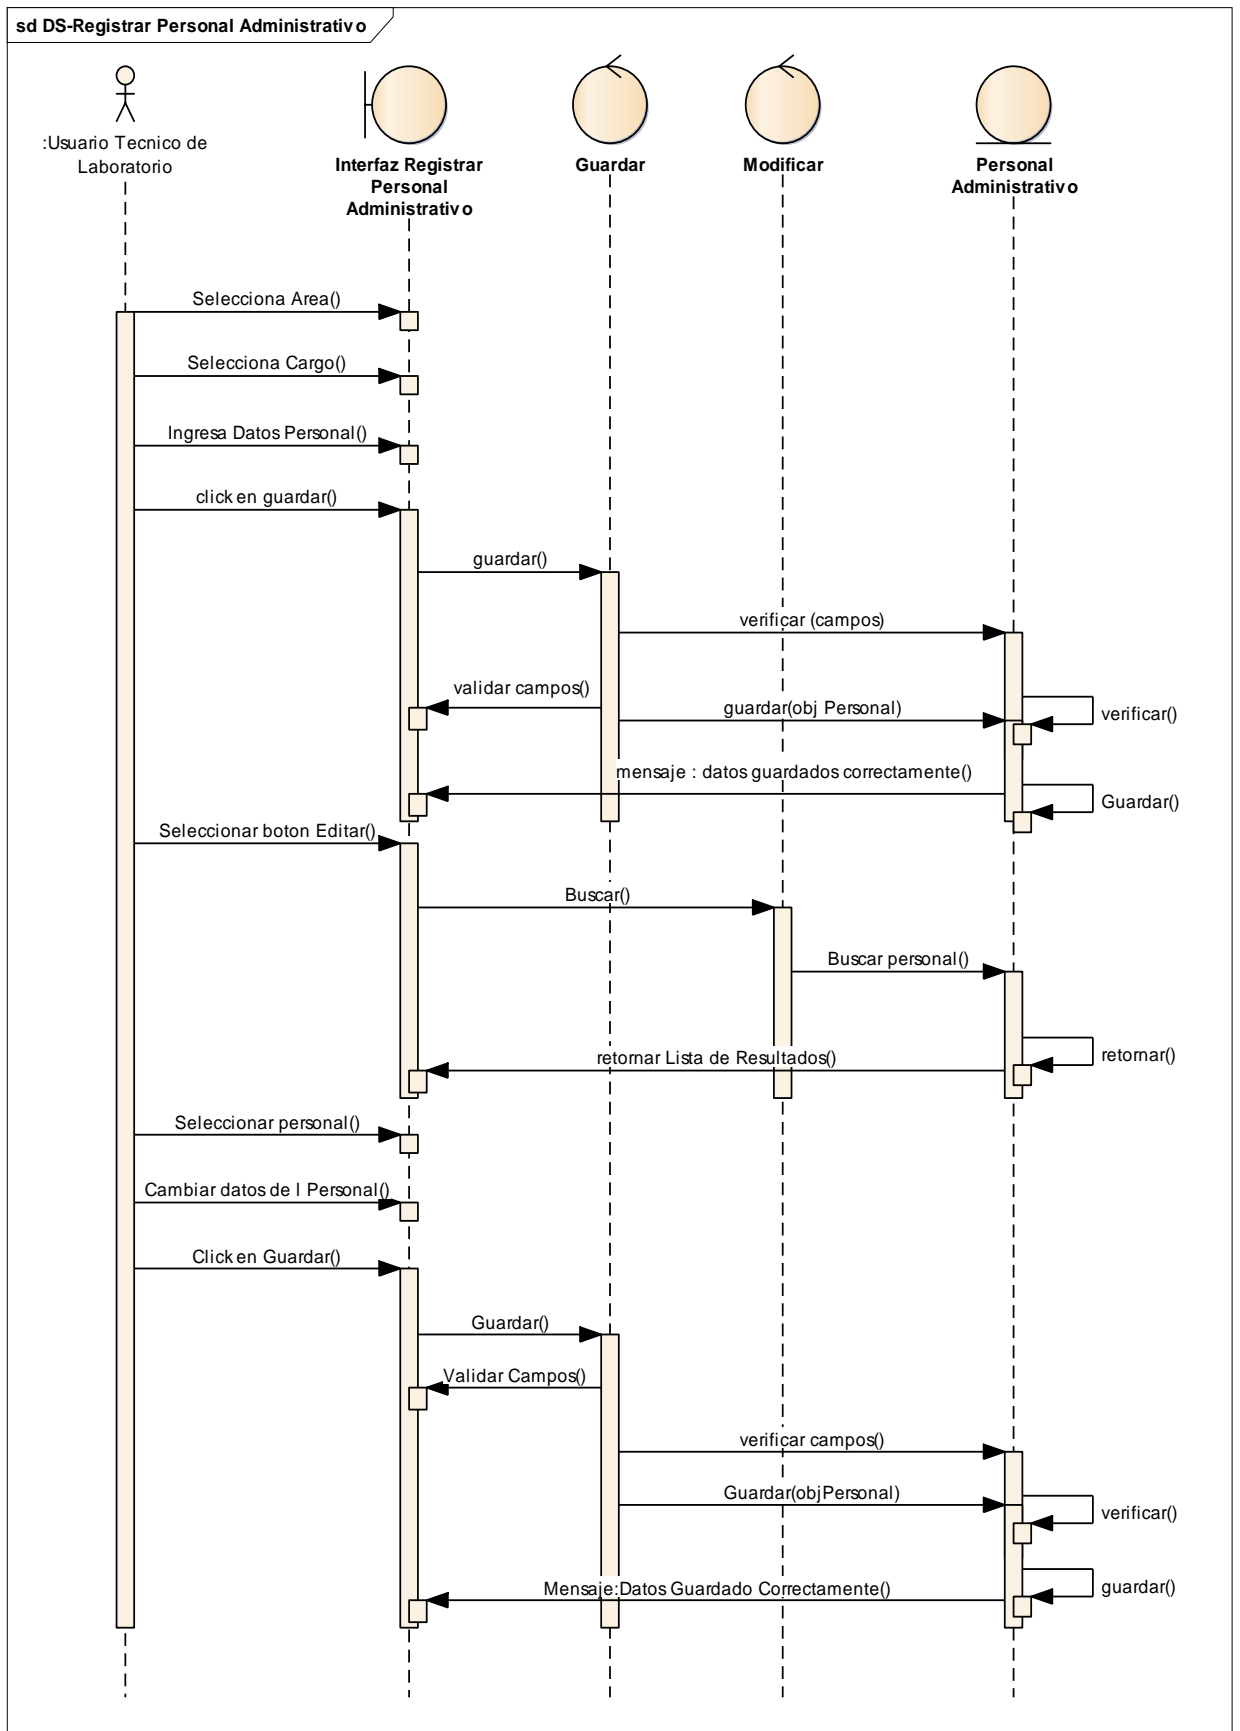 sd DS-Registrar Personal Administrativo
:Usuario Tecnico de
Laboratorio
Interfaz Registrar
Personal
Administrativo
Guardar
Modificar
Personal
Administrativo
Selecciona Area()
Selecciona Cargo()
Ingresa Datos Personal()
click en guardar()
guardar()
verificar (campos)
validar campos()
guardar(obj Personal)
verificar()
mensaje : datos guardados correctamente()
Guardar()
Seleccionar boton Editar()
Buscar()
Buscar personal()
retornar()
retornar Lista de Resultados()
Seleccionar personal()
Cambiar datos de l Personal()
Click en Guardar()
Guardar()
Validar Campos()
verificar campos()
Guardar(objPersonal)
verificar()
guardar()
Mensaje:Datos Guardado Correctamente()